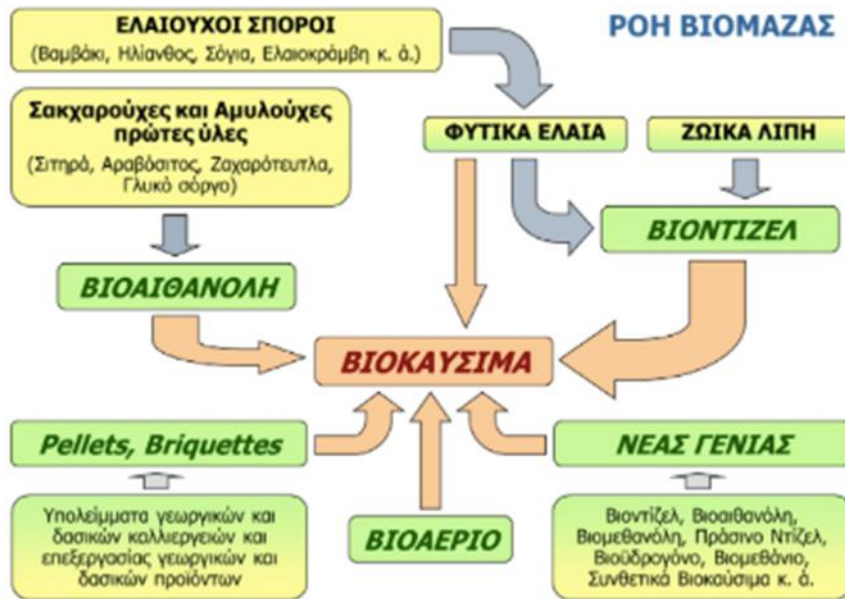 ΕΛΑΙΟΥΧΟΙ ΣΠΟΡΟΙ
(Βαμβάκι, Ηλίανθος, Σόγια, Ελαιοκράμβη κ. ά.)
ΡΟΗ ΒΙΟΜΑΖΑΣ
Σακχαρούχες και Αμυλούχες
πρώτες ύλες
(Σιτηρά, Αραβόσιτος, Ζαχαρότευτλα,
Γλυκό σόργο)
ΦΥΤΙΚΑ ΕΛΑΙΑ
ΖΩΙΚΑ ΛΙΠΗ
ΒΙΟΝΤΙΖΕΛ
ΒΙΟΑΙΘΑΝΟΛΗ
ΒΙΟΚΑΥΣΙΜΑ
Pellets, Briquettes
ΝΕΑΣ ΓΕΝΙΑΣ
Υπολείμματα γεωργικών και
δασικών καλλιεργειών και
επεξεργασίας γεωργικών και
δασικών προϊόντων
ΒΙΟΑΕΡΙΟ
Βιοντίζελ, Βιοαιθανόλη,
Βιομεθανόλη, Πράσινο Ντίζελ,
Βιοϋδρογόνο, Βιομεθάνιο,
Συνθετικά Βιοκαύσιμα κ. ά.